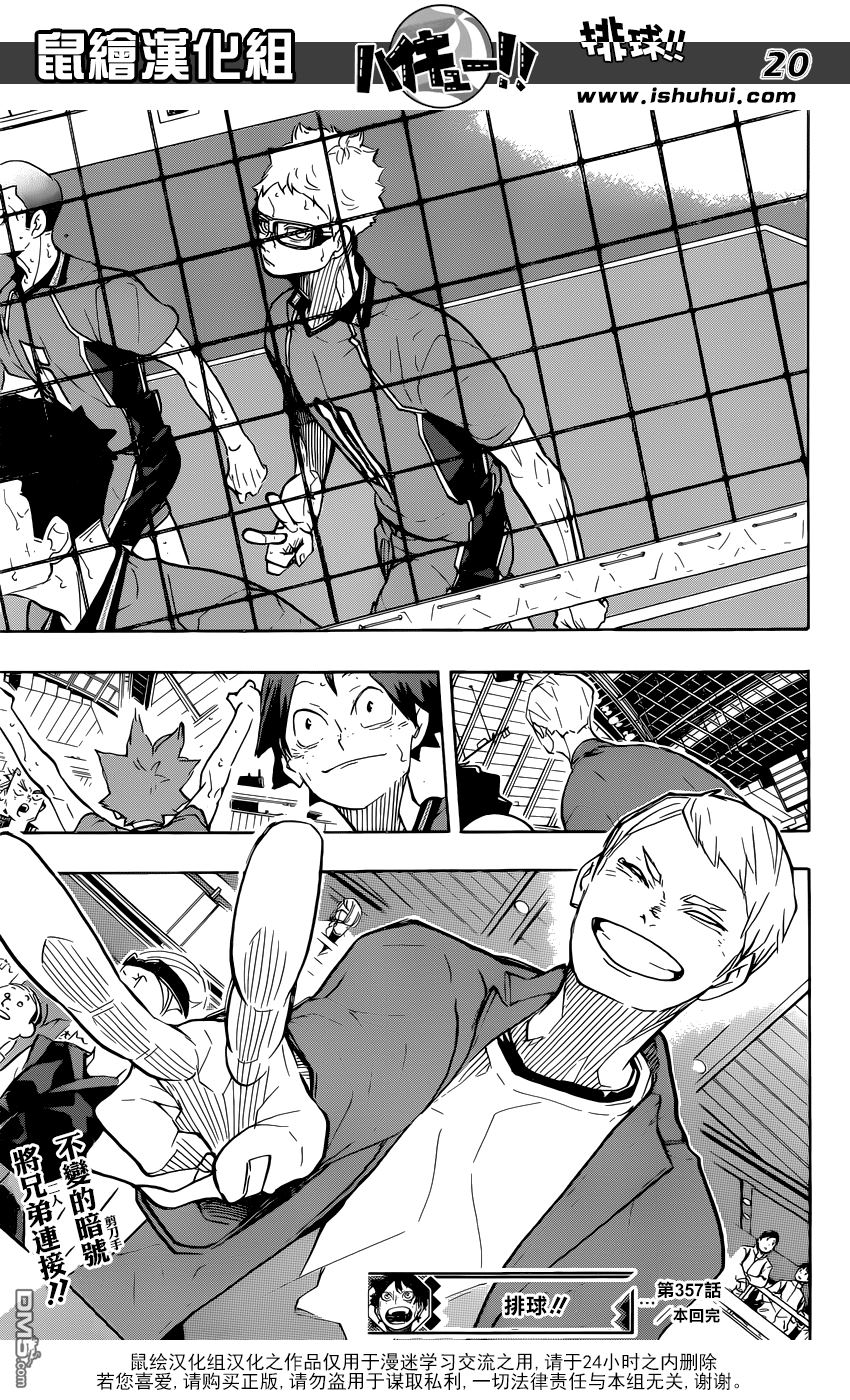 鼠繪漢化組
ハイキュー!!
排球!!
20
www.ishuhui.com
不變的暗號
剪刀手
將兄弟連接!!
二人
排球!!
…第357話
／本回完
DM5.com
鼠绘汉化组汉化之作品仅用于漫迷学习交流之用,请于24小时之内删除
若您喜爱,请购买正版,请勿盗用于谋取私利,一切法律责任与本组无关,谢谢。